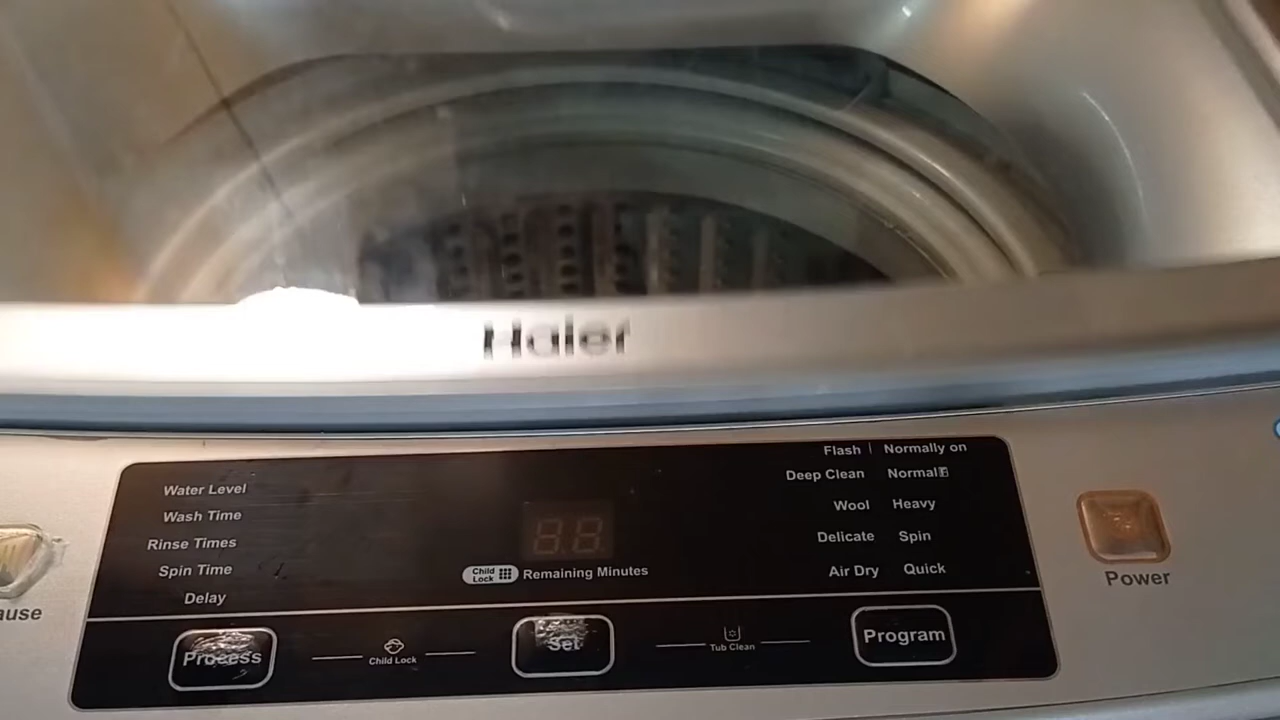 Haier
Water Level
Wash Time
Rinse Times
Spin Time
Delay
88
Child Lock
Remaining Minutes
Flash | Normally on
Deep Clean Normal
Wool Heavy
Delicate Spin
Air Dry Quick
Process
Child Lock
Set
Tub Clean
Program
Power
ause